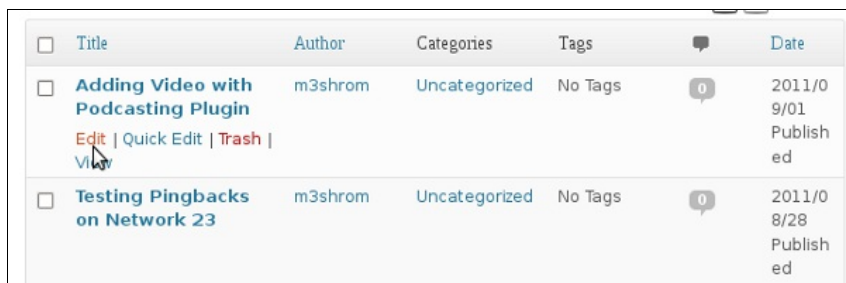 Title Author Categories Tags Date
Adding Video with m3shrom Uncategorized No Tags 0 2011/0
Podcasting Plugin 9/01
Edit | Quick Edit | Trash | Publish
View ed
Testing Pingbacks m3shrom Uncategorized No Tags 0 2011/0
on Network 23 8/28
Publish
ed